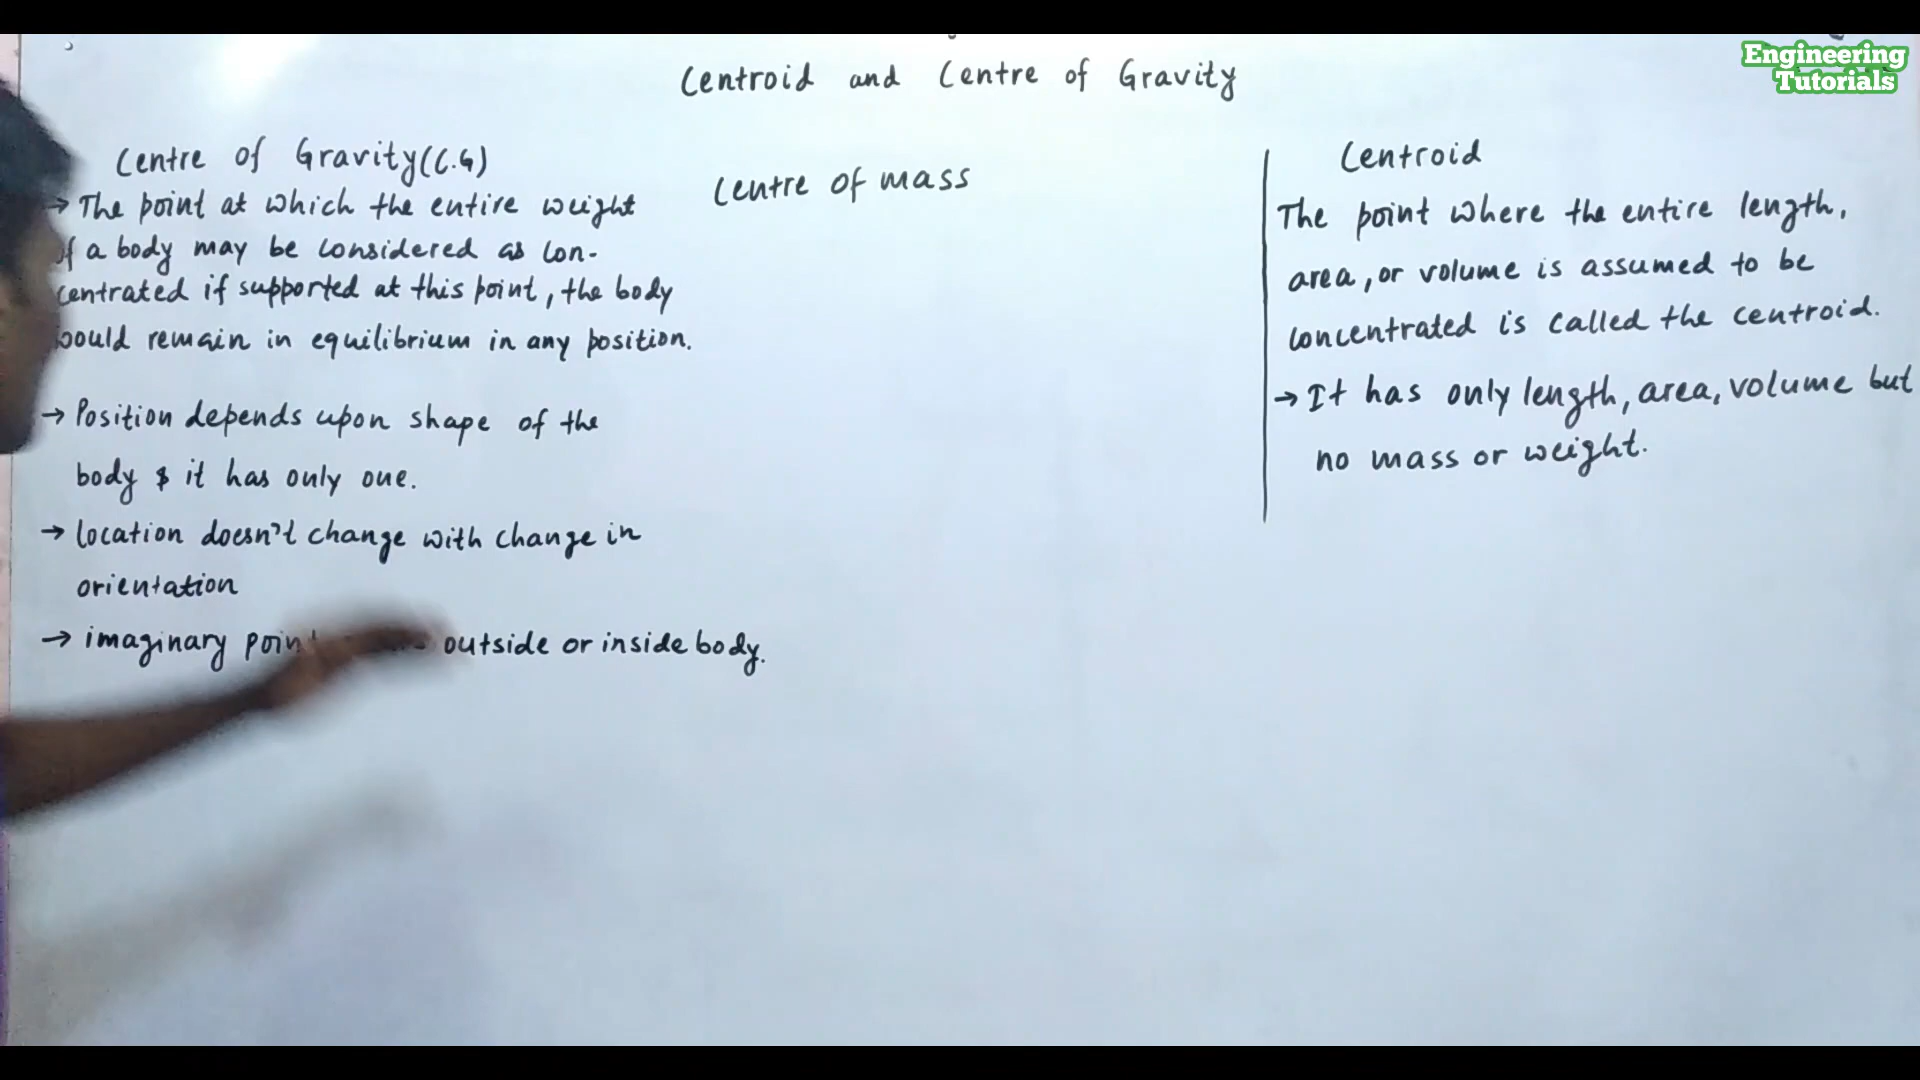 Engineering
Tutorials
Centroid and Centre of Gravity
Centre of Gravity(C.G)
→ The point at which the entire weight
a body may be considered as con-
centrated if supported at this point, the body
would remain in equilibrium in any position.
→ Position depends upon shape of the
body & it has only one.
→ location doesn't change with change in
orientation
→ imaginary outside or inside body.
Centre of mass
Centroid
The point where the entire length,
area, or volume is assumed to be
concentrated is called the centroid.
→ It has only length, area, volume but
no mass or weight.